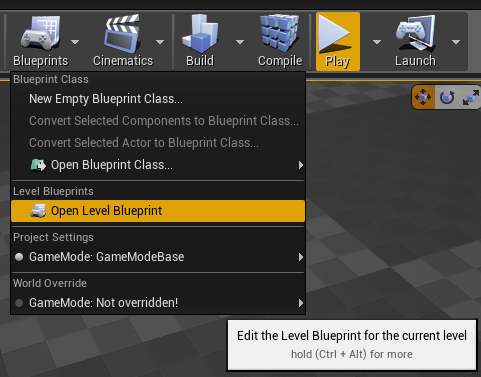 Blueprints Cinematics Build Compile Play Launch
Blueprint Class
New Empty Blueprint Class...
Convert Selected Components to Blueprint Class...
Convert Selected Actor to Blueprint Class...
Open Blueprint Class...
Level Blueprints
Open Level Blueprint
Project Settings
GameMode: GameModeBase
World Override
GameMode: Not overridden!
Edit the Level Blueprint for the current level
hold (Ctrl + Alt) for more